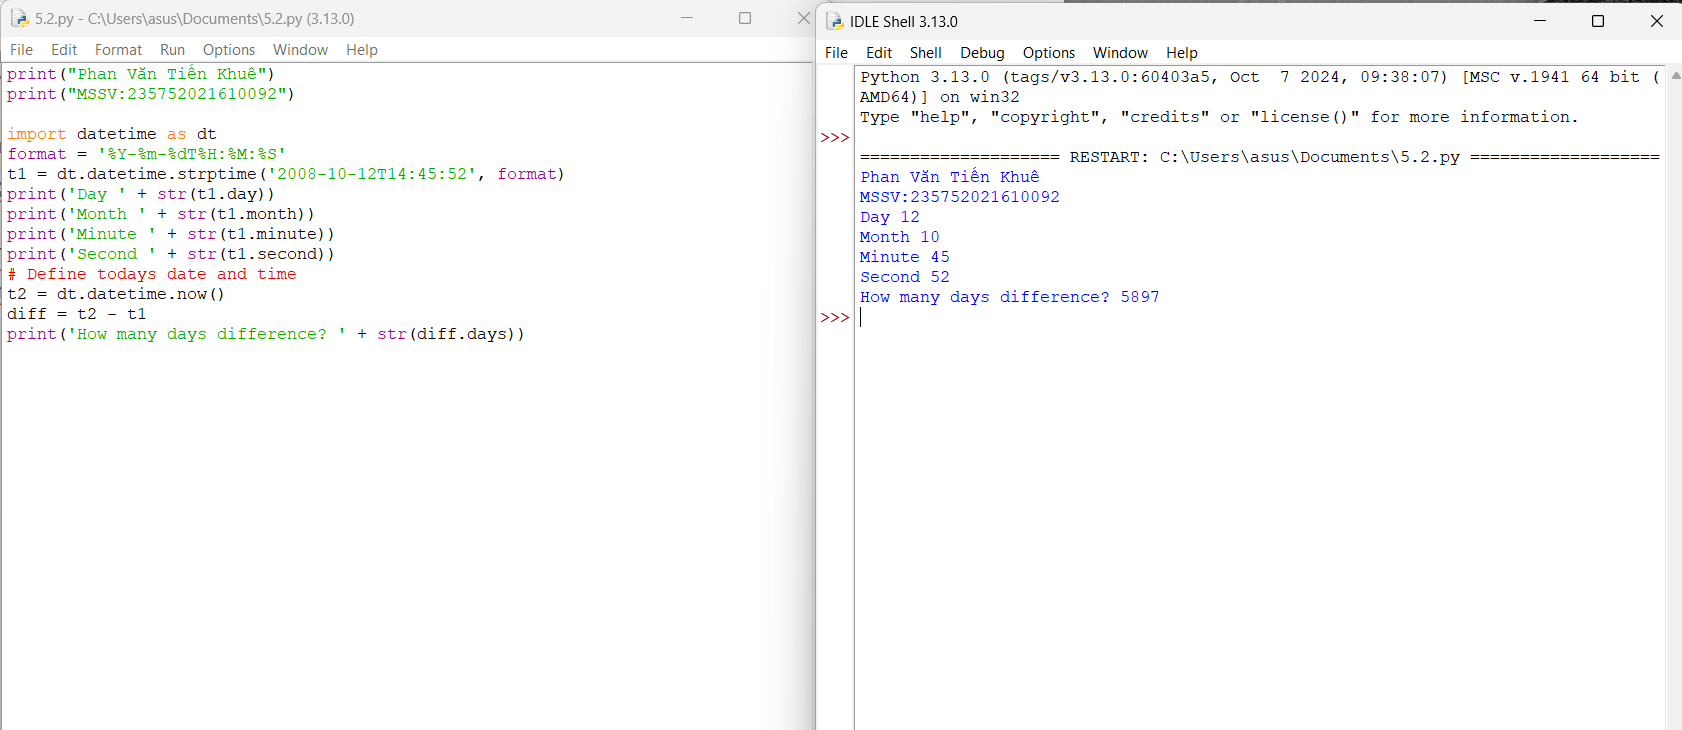 5.2.py - C:\Users\asus\Documents\5.2.py (3.13.0)
File Edit Format Run Options Window Help
print("Phan Văn Tiến Khuê")
print("MSSV:235752021610092")
import datetime as dt
format = '%Y-%m-%dT%H:%M:%S'
t1 = dt.datetime.strptime('2008-10-12T14:45:52', format)
print('Day ' + str(t1.day))
print('Month ' + str(t1.month))
print('Minute ' + str(t1.minute))
print('Second ' + str(t1.second))
# Define todays date and time
t2 = dt.datetime.now()
diff = t2 - t1
print('How many days difference? ' + str(diff.days))
IDLE Shell 3.13.0
File Edit Shell Debug Options Window Help
Python 3.13.0 (tags/v3.13.0:60403a5, Oct  7 2024, 09:38:07) [MSC v.1941 64 bit (
AMD64)] on win32
Type "help", "copyright", "credits" or "license()" for more information.
>>>
==================== RESTART: C:\Users\asus\Documents\5.2.py ===================
Phan Văn Tiến Khuê
MSSV:235752021610092
Day 12
Month 10
Minute 45
Second 52
How many days difference? 5897
>>>